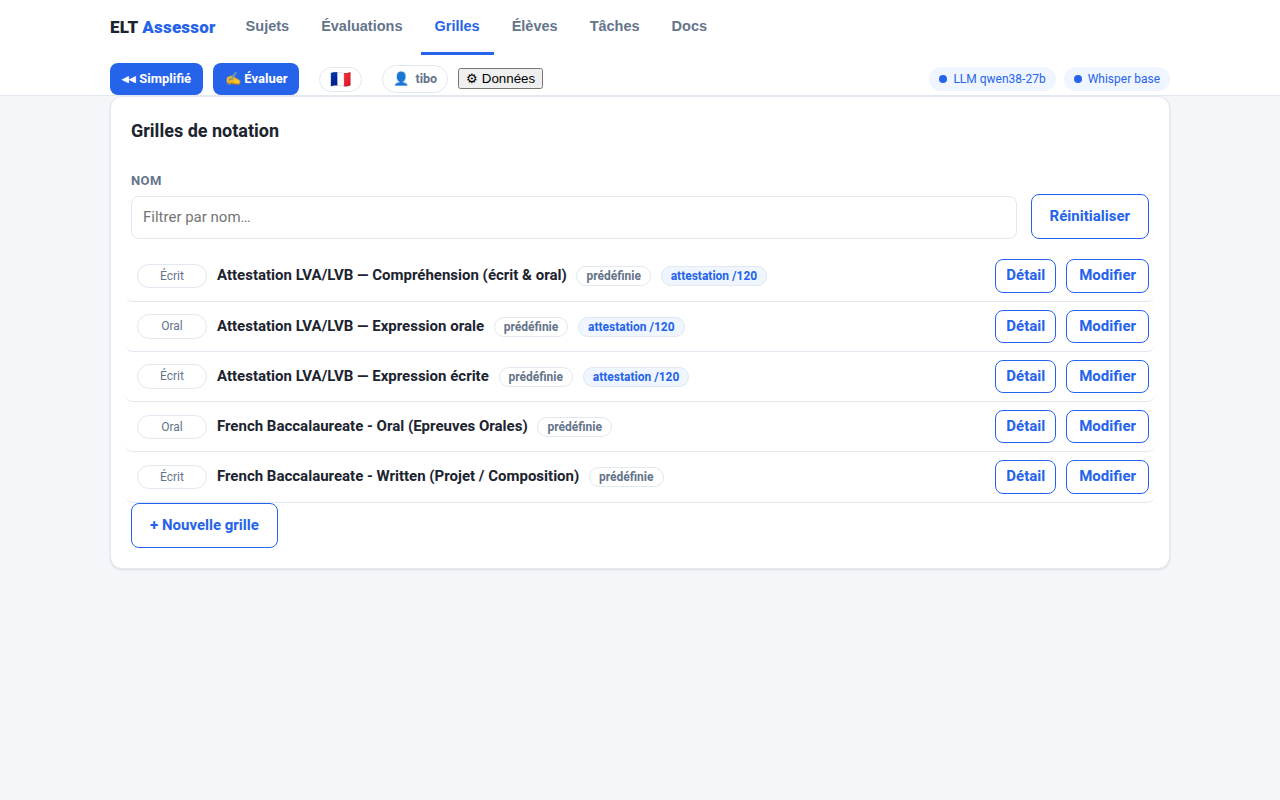 ELT Assessor Sujets Évaluations Grilles Élèves Tâches Docs
◀◀ Simplifié ✍ Évaluer 🇫🇷 👤 tibo ⚙ Données LLM qwen38-27b Whisper base
Grilles de notation
NOM
Filtrer par nom... Réinitialiser
Écrit Attestation LVA/LVB — Compréhension (écrit & oral) prédéfinie attestation /120 Détail Modifier
Oral Attestation LVA/LVB — Expression orale prédéfinie attestation /120 Détail Modifier
Écrit Attestation LVA/LVB — Expression écrite prédéfinie attestation /120 Détail Modifier
Oral French Baccalaureate - Oral (Epreuves Orales) prédéfinie Détail Modifier
Écrit French Baccalaureate - Written (Projet / Composition) prédéfinie Détail Modifier
+ Nouvelle grille